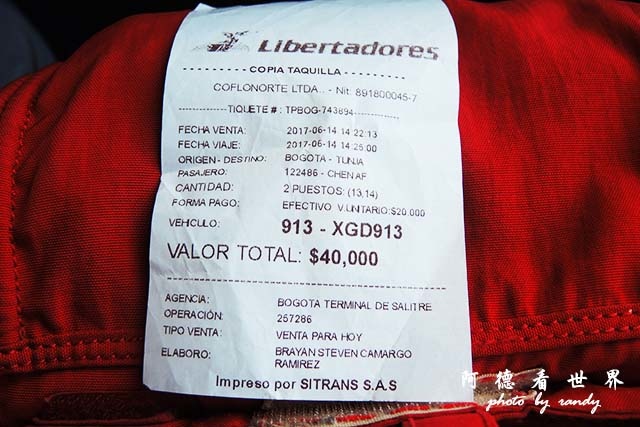 Libertadores
--------- COPIA TAQUILLA ---------
COFLONORTE LTDA.. - Nit: 891800045-7
------------TIQUETE # : TPBOG-743894-------------
FECHA VENTA: 2017-06-14 14:22:13
FECHA VIAJE: 2017-06-14 14:25:00
ORIGEN - DESTINO: BOGOTA - TUNJA
PASAJERO: 122486 - CHEN AF
CANTIDAD: 2 PUESTOS: (13,14)
FORMA PAGO: EFECTIVO V.UNITARIO:$20,000
VEHICULO: 913 - XGD913
VALOR TOTAL: $40,000
AGENCIA: BOGOTA TERMINAL DE SALITRE
OPERACIÓN: 257286
TIPO VENTA: VENTA PARA HOY
ELABORO: BRAYAN STEVEN CAMARGO
RAMIREZ
Impreso por SITRANS S.A.S
阿德看世界
photo by randy